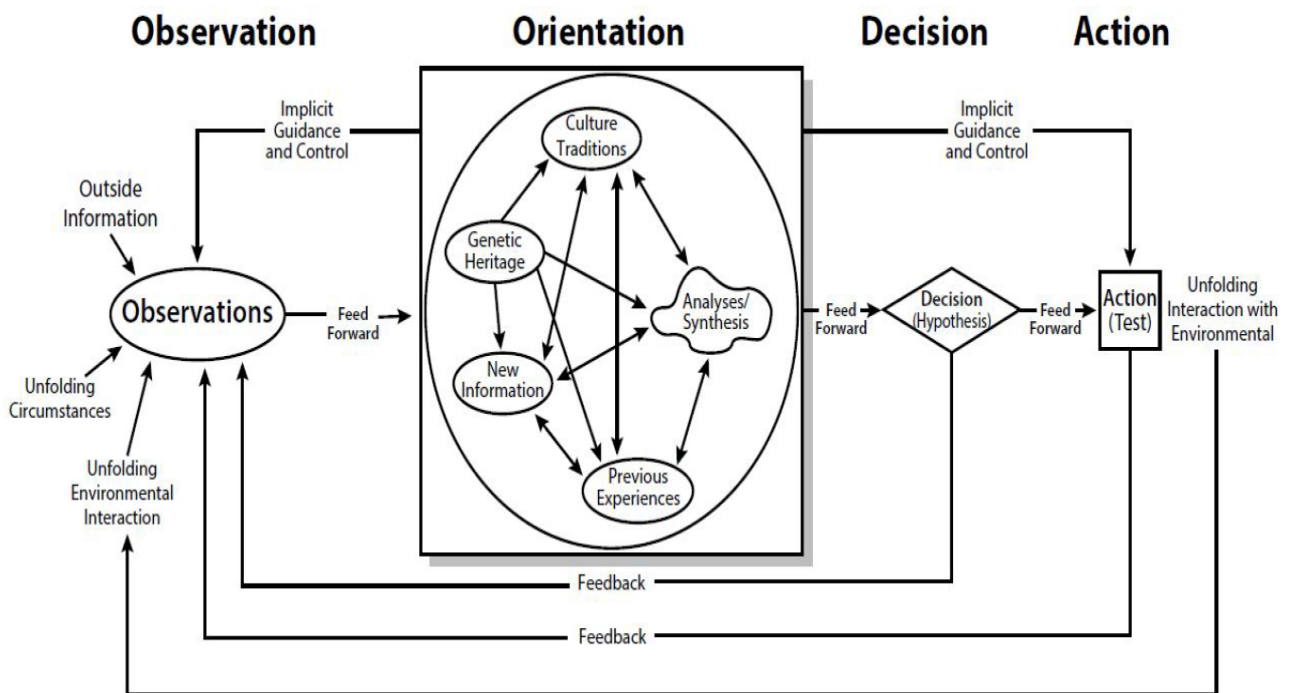 Observation
Orientation
Decision
Action
Implicit
Guidance
and Control
Implicit
Guidance
and Control
Culture
Traditions
Outside
Information
Genetic
Heritage
Observations
Feed
Forward
Analyses/
Synthesis
Feed
Forward
Decision
(Hypothesis)
Feed
Forward
Action
(Test)
Unfolding
Interaction with
Environmental
New
Information
Unfolding
Circumstances
Unfolding
Environmental
Interaction
Previous
Experiences
Feedback
Feedback